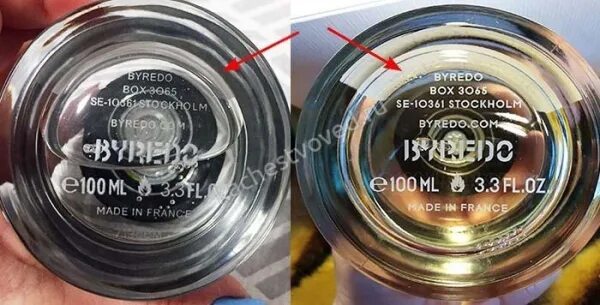 BYREDO
BOX 3065
SE-10361 STOCKHOLM
BYREDO.COM
BYREDO
℮100 ML 3.3 FL.O
MADE IN FRANCE
BYREDO
BOX 3065
SE-10361 STOCKHOLM
BYREDO.COM
BYREDO
℮100 ML 3.3 FL.OZ.
MADE IN FRANCE